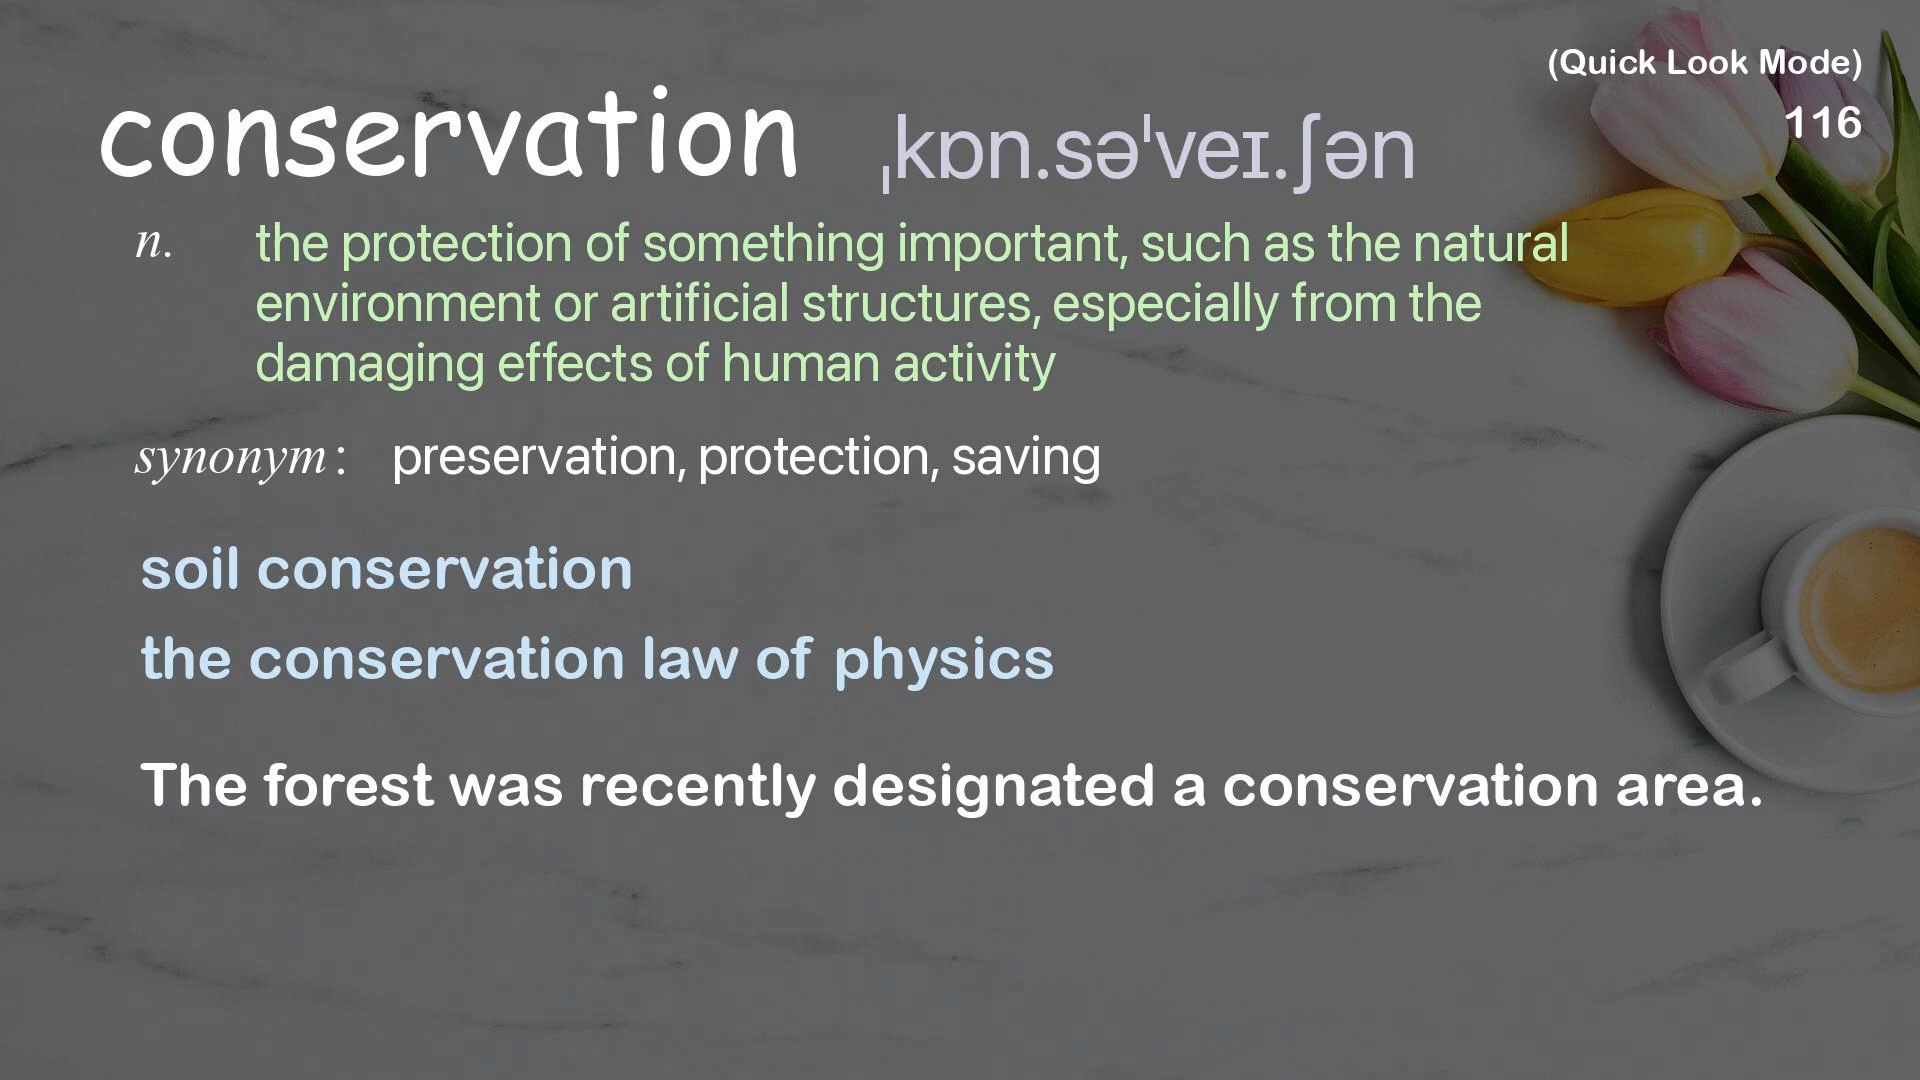 (Quick Look Mode)
116
conservation ˌkɒn.səˈveɪ.ʃən
n. the protection of something important, such as the natural
environment or artificial structures, especially from the
damaging effects of human activity
synonym: preservation, protection, saving
soil conservation
the conservation law of physics
The forest was recently designated a conservation area.